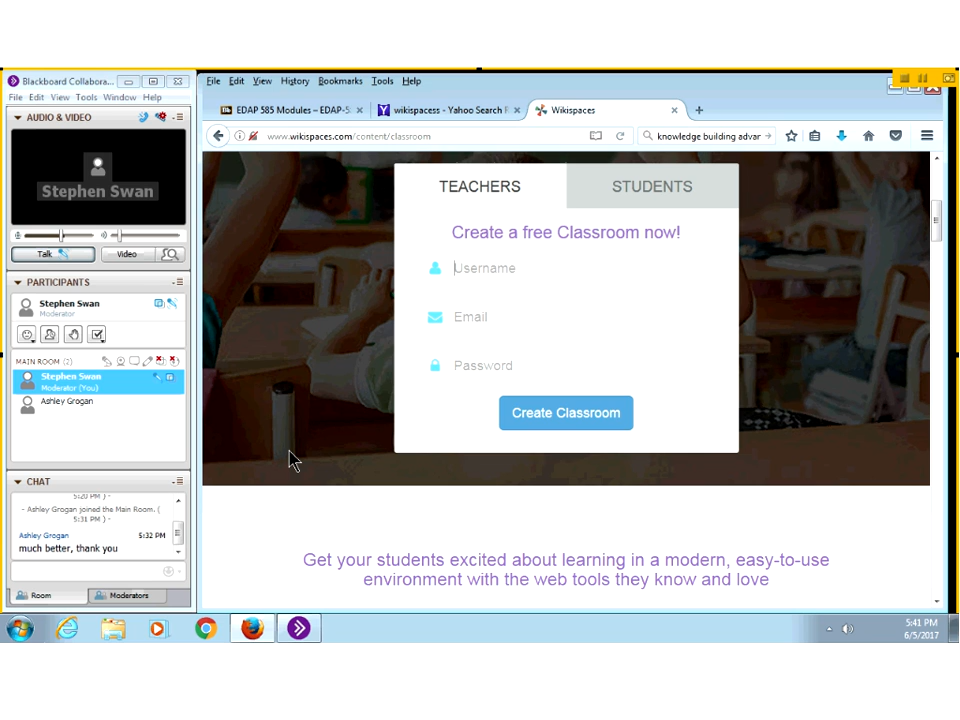 Blackboard Collabora...
File Edit View Tools Window Help
AUDIO & VIDEO
Stephen Swan
Talk
Video
PARTICIPANTS
Stephen Swan
Moderator
MAIN ROOM (2)
Stephen Swan
Moderator (You)
Ashley Grogan
CHAT
5:20 PM ) -
- Ashley Grogan joined the Main Room. (
5:31 PM ) -
Ashley Grogan 5:32 PM
much better, thank you
Room
Moderators
File Edit View History Bookmarks Tools Help
EDAP 585 Modules – EDAP-5
wikispacess - Yahoo Search F
Wikispaces
www.wikispaces.com/content/classroom
knowledge building advar
TEACHERS
STUDENTS
Create a free Classroom now!
Username
Email
Password
Create Classroom
Get your students excited about learning in a modern, easy-to-use
environment with the web tools they know and love
5:41 PM
6/5/2017